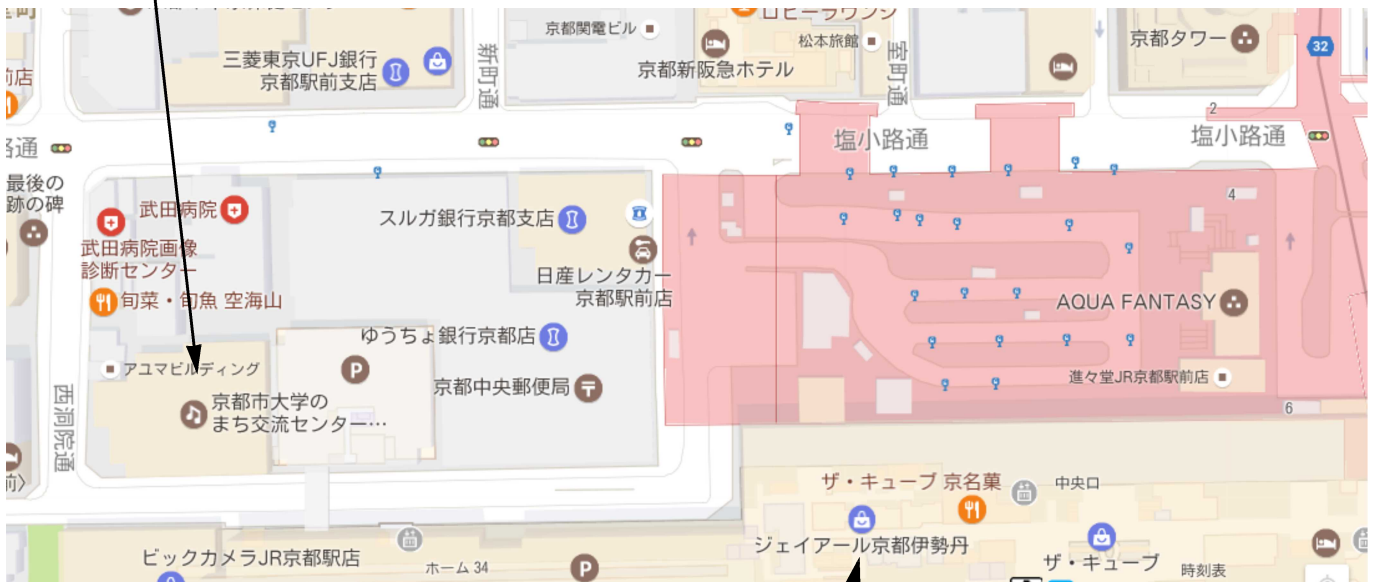 ロビーラウンジ
京都関電ビル
松本旅館
室町通
新町通
三菱東京UFJ銀行
京都駅前支店
京都新阪急ホテル
京都タワー
32
前店
2
塩小路通
塩小路通
路通
最後の
跡の碑
武田病院
武田病院画像
診断センター
旬菜・旬魚 空海山
スルガ銀行京都支店
日産レンタカー
京都駅前店
4
AQUA FANTASY
ゆうちょ銀行京都店
アユマビルディング
P
京都中央郵便局
進々堂JR京都駅前店
京都市大学の
まち交流センター…
西洞院通
6
前〉
ザ・キューブ 京名菓
中央口
ジェイアール京都伊勢丹
ビックカメラJR京都駅店
ホーム 34
P
ザ・キューブ
時刻表